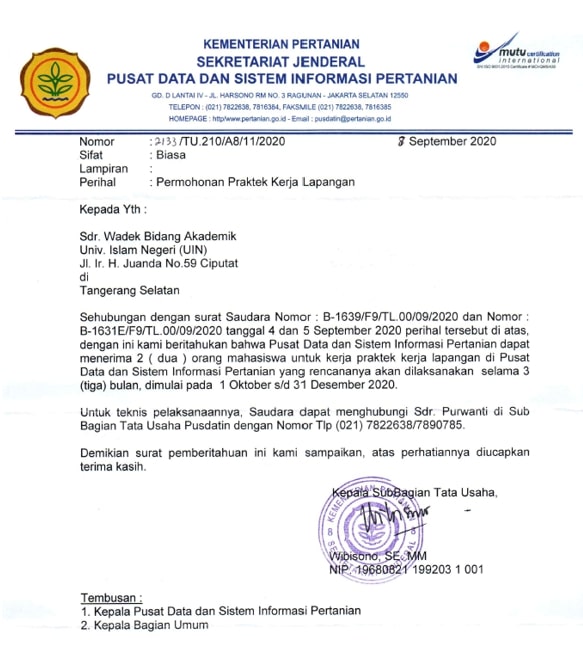 KEMENTERIAN PERTANIAN
SEKRETARIAT JENDERAL
PUSAT DATA DAN SISTEM INFORMASI PERTANIAN
GD. D LANTAI IV - JL. HARSONO RM NO. 3 RAGUNAN - JAKARTA SELATAN 12550
TELEPON : (021) 7822638, 7816384, FAKSMILE (021) 7822638, 7816385
HOMEPAGE : http/www.pertanian.go.id - Email : pusdatin@pertanian.go.id
mutu certification
international
Nomor : 2133/TU.210/A8/11/2020 8 September 2020
Sifat : Biasa
Lampiran :
Perihal : Permohonan Praktek Kerja Lapangan
Kepada Yth :
Sdr. Wadek Bidang Akademik
Univ. Islam Negeri (UIN)
Jl. Ir. H. Juanda No.59 Ciputat
di
Tangerang Selatan
Sehubungan dengan surat Saudara Nomor : B-1639/F9/TL.00/09/2020 dan Nomor :
B-1631E/F9/TL.00/09/2020 tanggal 4 dan 5 September 2020 perihal tersebut di atas,
dengan ini kami beritahukan bahwa Pusat Data dan Sistem Informasi Pertanian dapat
menerima 2 ( dua ) orang mahasiswa untuk kerja praktek kerja lapangan di Pusat
Data dan Sistem Informasi Pertanian yang rencananya akan dilaksanakan selama 3
(tiga) bulan, dimulai pada 1 Oktober s/d 31 Desember 2020.
Untuk teknis pelaksanaannya, Saudara dapat menghubungi Sdr. Purwanti di Sub
Bagian Tata Usaha Pusdatin dengan Nomor Tlp (021) 7822638/7890785.
Demikian surat pemberitahuan ini kami sampaikan, atas perhatiannya diucapkan
terima kasih.
Kepala SubBagian Tata Usaha,
KEMENTERIAN PERTANIAN
Wibisono, SE. MM
NIP. 19680821 199203 1 001
Tembusan :
1. Kepala Pusat Data dan Sistem Informasi Pertanian
2. Kepala Bagian Umum